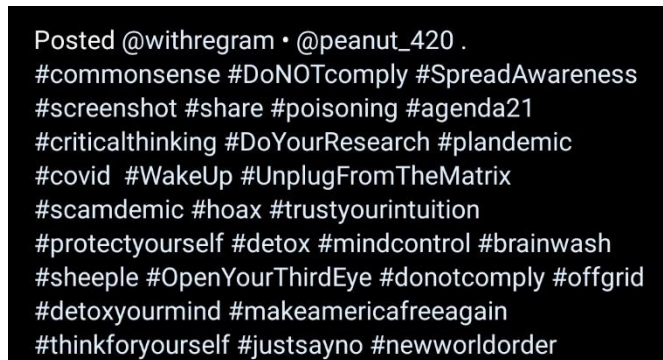 Posted @withregram • @peanut_420 .
#commonsense #DoNOTcomply #SpreadAwareness
#screenshot #share #poisoning #agenda21
#criticalthinking #DoYourResearch #plandemic
#covid  #WakeUp #UnplugFromTheMatrix
#scamdemic #hoax #trustyourintuition
#protectyourself #detox #mindcontrol #brainwash
#sheeple #OpenYourThirdEye #donotcomply #offgrid
#detoxyourmind #makeamericafreeagain
#thinkforyourself #justsayno #newworldorder